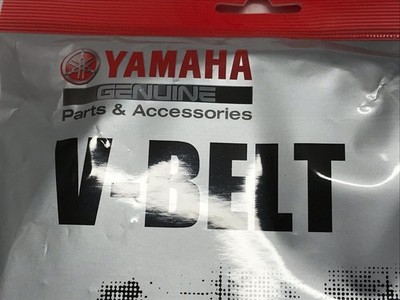 YAMAHA
GENUINE
Parts & Accessories
V-BELT